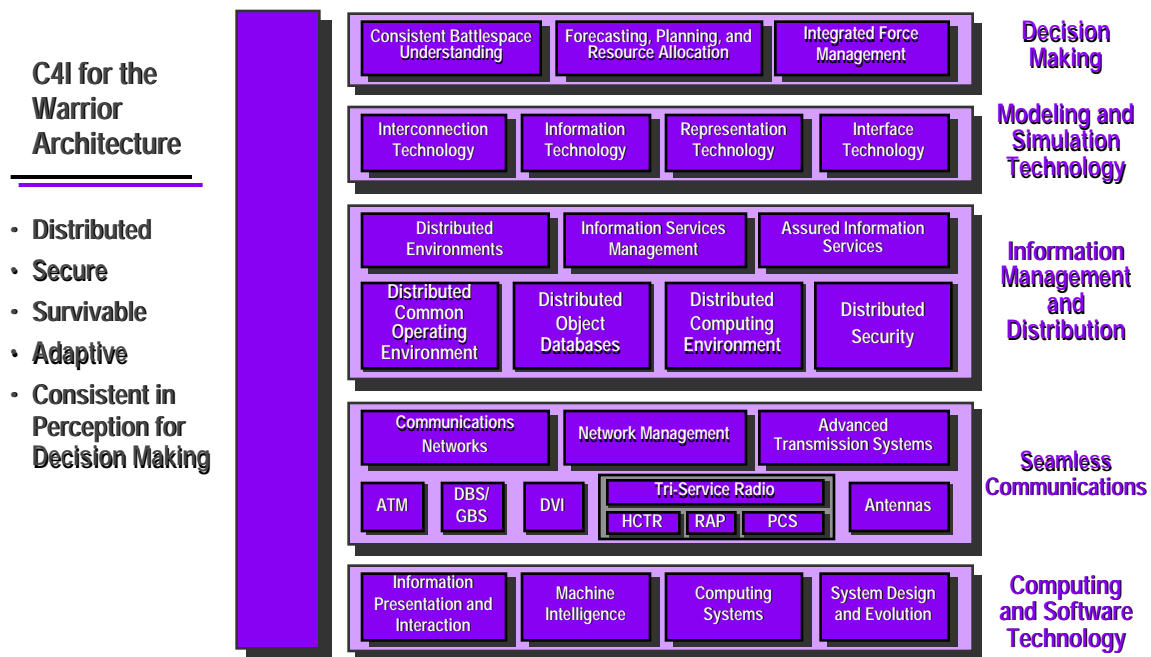 C4I for the
Warrior
Architecture
• Distributed
• Secure
• Survivable
• Adaptive
• Consistent in
Perception for
Decision Making
Consistent Battlespace
Understanding
Forecasting, Planning, and
Resource Allocation
Integrated Force
Management
Decision
Making
Interconnection
Technology
Information
Technology
Representation
Technology
Interface
Technology
Modeling and
Simulation
Technology
Distributed
Environments
Information Services
Management
Assured Information
Services
Distributed
Common
Operating
Environment
Distributed
Object
Databases
Distributed
Computing
Environment
Distributed
Security
Information
Management
and
Distribution
Communications
Networks
Network Management
Advanced
Transmission Systems
ATM
DBS/
GBS
DVI
Tri-Service Radio
HCTR
RAP
PCS
Antennas
Seamless
Communications
Information
Presentation and
Interaction
Machine
Intelligence
Computing
Systems
System Design
and Evolution
Computing
and Software
Technology